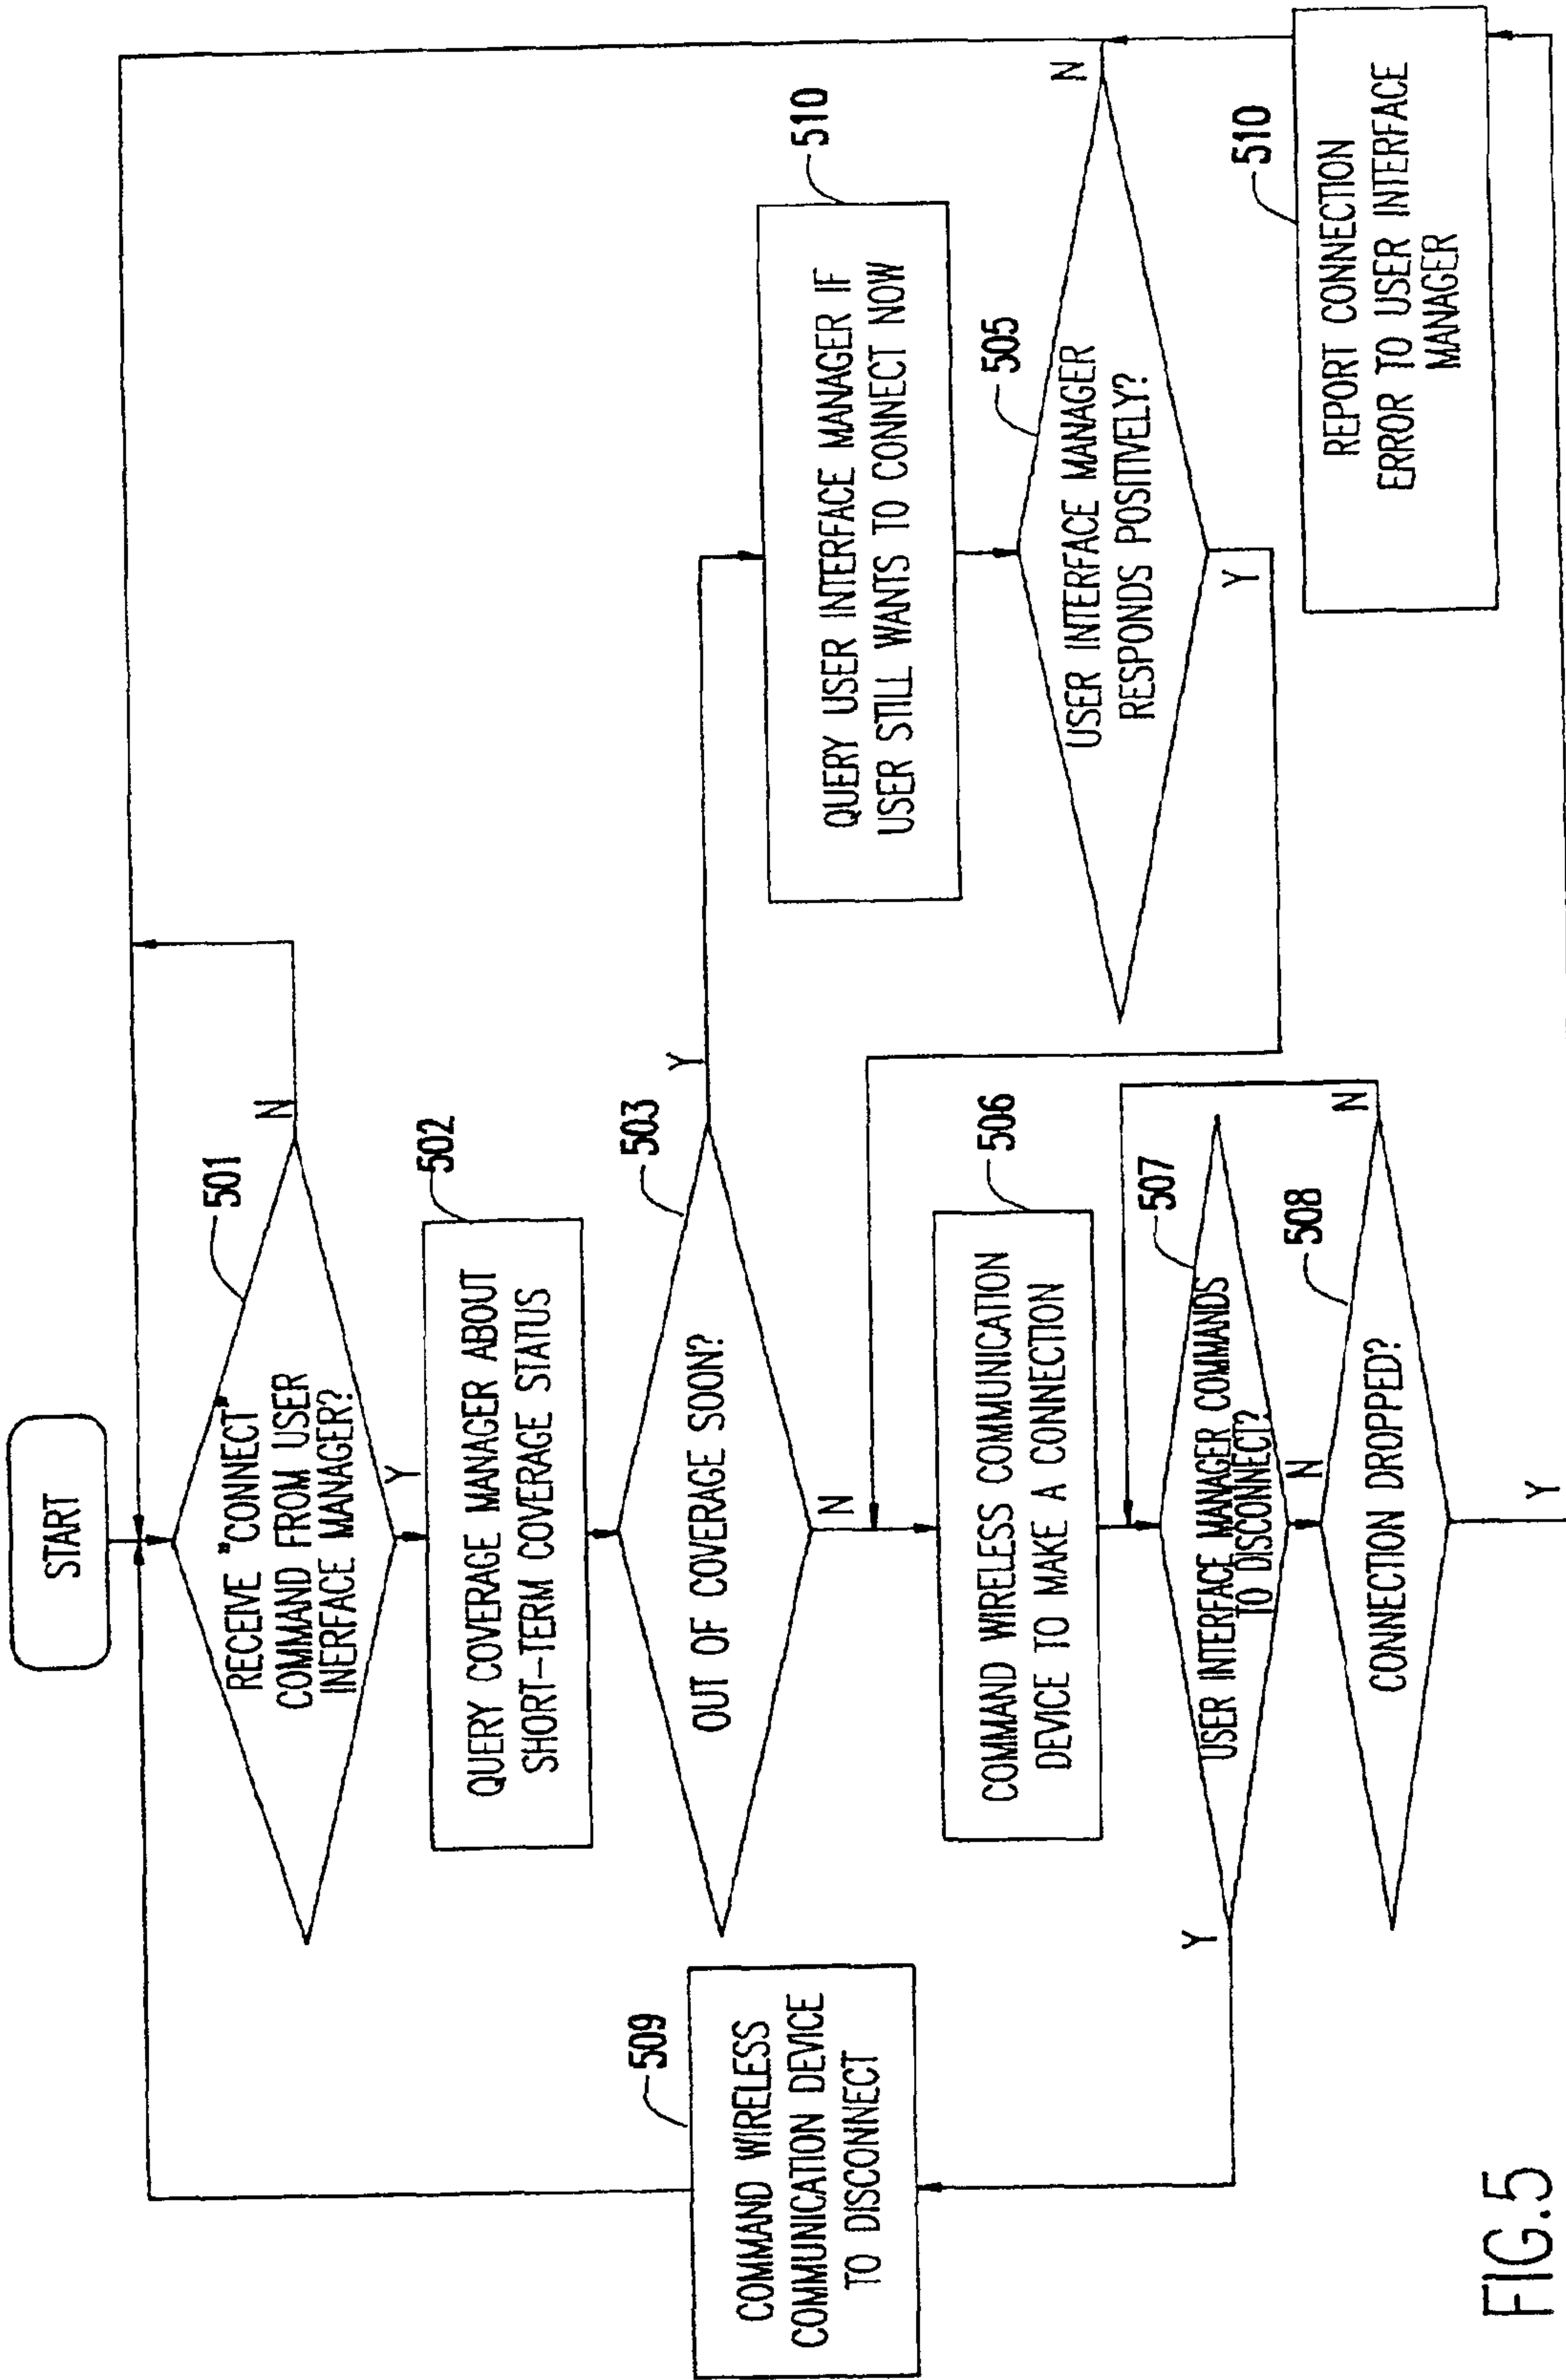 START
RECEIVE "CONNECT"
COMMAND FROM USER
INERFACE MANAGER?
501
N
Y
QUERY COVERAGE MANAGER ABOUT
SHORT-TERM COVERAGE STATUS
502
OUT OF COVERAGE SOON?
503
Y
N
QUERY USER INTERFACE MANAGER IF
USER STILL WANTS TO CONNECT NOW
510
USER INTERFACE MANAGER
RESPONDS POSITIVELY?
505
N
Y
COMMAND WIRELESS COMMUNICATION
DEVICE TO MAKE A CONNECTION
506
USER INTERFACE MANAGER COMMANDS
TO DISCONNECT?
507
Y
N
CONNECTION DROPPED?
508
N
Y
COMMAND WIRELESS
COMMUNICATION DEVICE
TO DISCONNECT
509
REPORT CONNECTION
ERROR TO USER INTERFACE
MANAGER
510
FIG.5